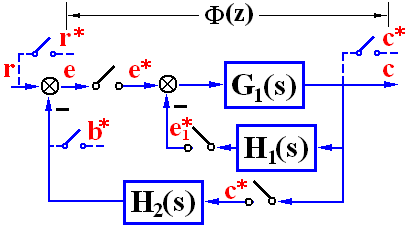 Φ(z)
r* c*
r e e* G₁(s) c
− −
b* e₁* H₁(s)
H₂(s) c*